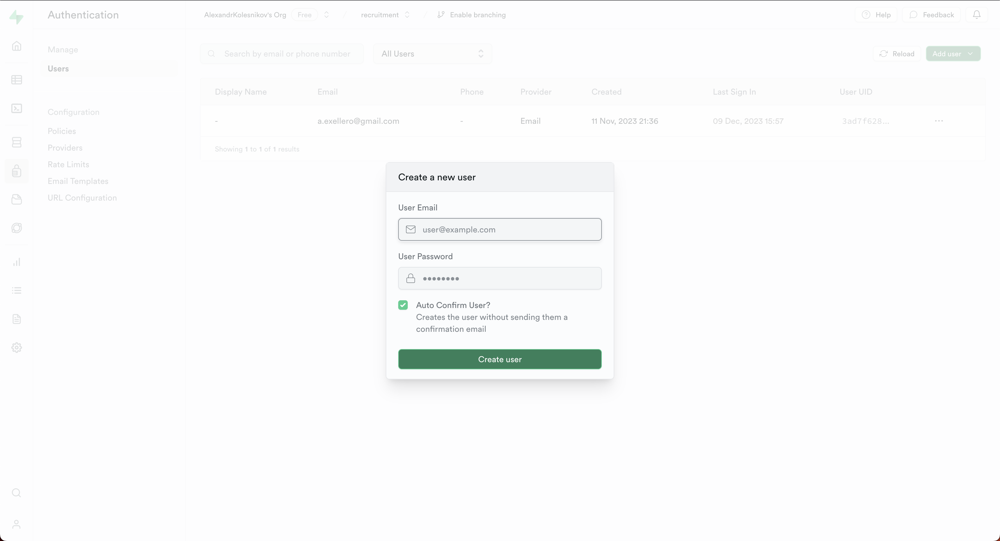 Authentication
AlexandrKolesnikov's Org Free / recruitment / Enable branching
Help Feedback
Manage
Users
Configuration
Policies
Providers
Rate Limits
Email Templates
URL Configuration
Search by email or phone number All Users Reload Add user
Display Name Email Phone Provider Created Last Sign In User UID
- a.exellero@gmail.com - Email 11 Nov, 2023 21:36 09 Dec, 2023 15:57 3ad7f628...
Showing 1 to 1 of 1 results
Create a new user
User Email
user@example.com
User Password
••••••••
Auto Confirm User?
Creates the user without sending them a
confirmation email
Create user